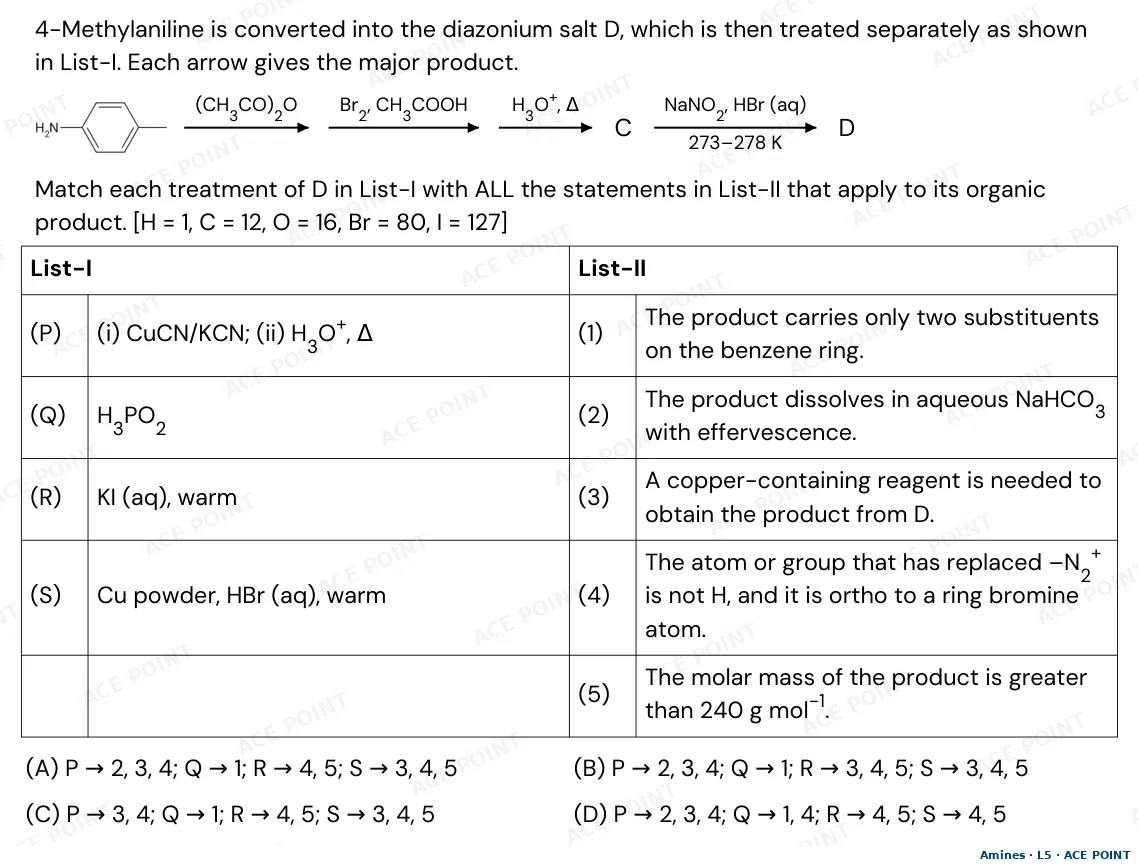 4-Methylaniline is converted into the diazonium salt D, which is then treated separately as shown
in List-I. Each arrow gives the major product.
H₂N
(CH₃CO)₂O
Br₂, CH₃COOH
H₃O⁺, Δ
C
NaNO₂, HBr (aq)
273–278 K
D
Match each treatment of D in List-I with ALL the statements in List-II that apply to its organic
product. [H = 1, C = 12, O = 16, Br = 80, I = 127]
List-I
List-II
(P) (i) CuCN/KCN; (ii) H₃O⁺, Δ
(1) The product carries only two substituents
on the benzene ring.
(Q) H₃PO₂
(2) The product dissolves in aqueous NaHCO₃
with effervescence.
(R) KI (aq), warm
(3) A copper-containing reagent is needed to
obtain the product from D.
(S) Cu powder, HBr (aq), warm
(4) The atom or group that has replaced –N₂⁺
is not H, and it is ortho to a ring bromine
atom.
(5) The molar mass of the product is greater
than 240 g mol⁻¹.
(A) P → 2, 3, 4; Q → 1; R → 4, 5; S → 3, 4, 5
(B) P → 2, 3, 4; Q → 1; R → 3, 4, 5; S → 3, 4, 5
(C) P → 3, 4; Q → 1; R → 4, 5; S → 3, 4, 5
(D) P → 2, 3, 4; Q → 1, 4; R → 4, 5; S → 4, 5
Amines · L5 · ACE POINT